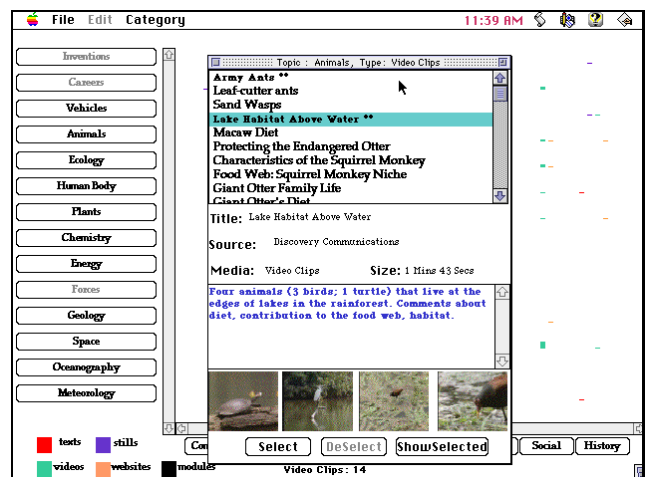 File Edit Category 11:39 AM
Inventions
Careers
Vehicles
Animals
Ecology
Human Body
Plants
Chemistry
Energy
Forces
Geology
Space
Oceanography
Meteorology
Topic : Animals, Type: Video Clips
Army Ants **
Leaf-cutter ants
Sand Wasps
Lake Habitat Above Water **
Macaw Diet
Protecting the Endangered Otter
Characteristics of the Squirrel Monkey
Food Web: Squirrel Monkey Niche
Giant Otter Family Life
Giant Otter's Diet
Title: Lake Habitat Above Water
Source: Discovery Communications
Media: Video Clips Size: 1 Mins 43 Secs
Four animals (3 birds; 1 turtle) that live at the
edges of lakes in the rainforest. Comments about
diet, contribution to the food web, habitat.
Select DeSelect ShowSelected
Social History
texts stills
videos websites modules
Video Clips: 14